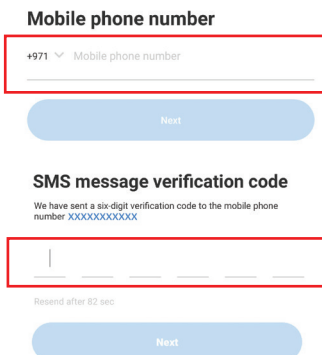 Mobile phone number
+971 Mobile phone number
Next
SMS message verification code
We have sent a six-digit verification code to the mobile phone
number XXXXXXXXXXX
Resend after 82 sec
Next